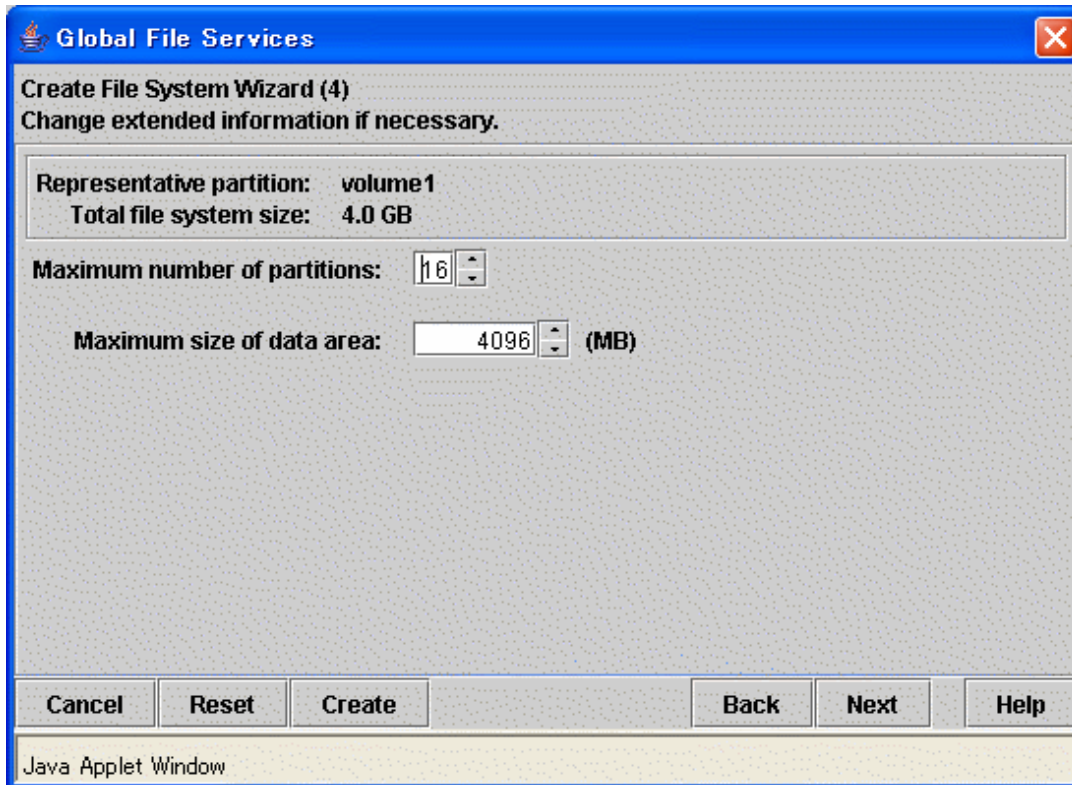 Global File Services
Create File System Wizard (4)
Change extended information if necessary.
Representative partition: volume1
Total file system size: 4.0 GB
Maximum number of partitions: 16
Maximum size of data area: 4096 (MB)
Cancel Reset Create Back Next Help
Java Applet Window